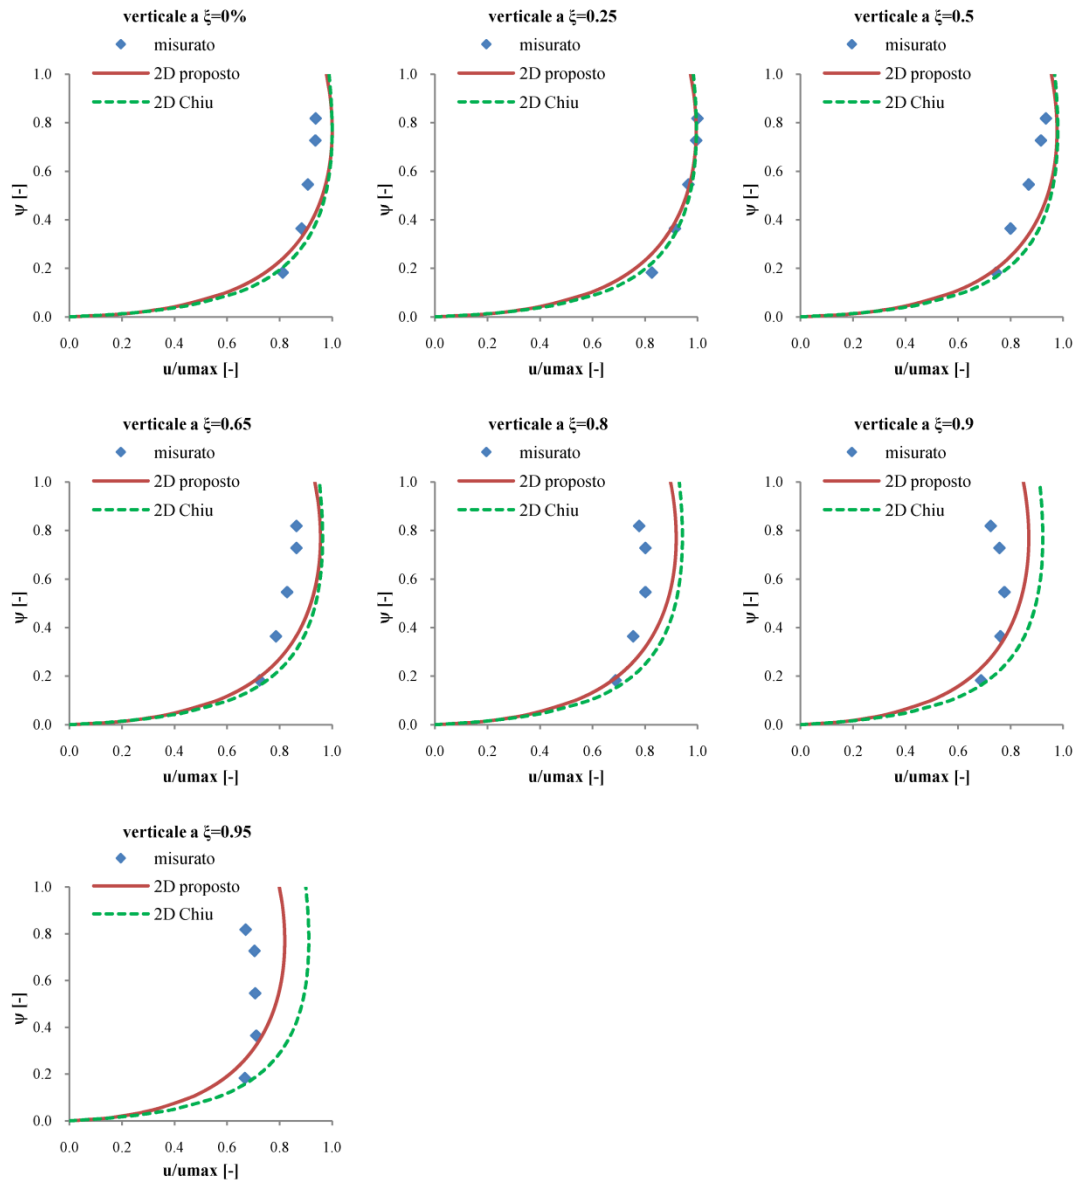 verticale a ξ=0%
misurato
2D proposto
2D Chiu
1.0
0.8
0.6
0.4
0.2
0.0
ψ [-]
0.0 0.2 0.4 0.6 0.8 1.0
u/umax [-]
verticale a ξ=0.25
misurato
2D proposto
2D Chiu
1.0
0.8
0.6
0.4
0.2
0.0
ψ [-]
0.0 0.2 0.4 0.6 0.8 1.0
u/umax [-]
verticale a ξ=0.5
misurato
2D proposto
2D Chiu
1.0
0.8
0.6
0.4
0.2
0.0
ψ [-]
0.0 0.2 0.4 0.6 0.8 1.0
u/umax [-]
verticale a ξ=0.65
misurato
2D proposto
2D Chiu
1.0
0.8
0.6
0.4
0.2
0.0
ψ [-]
0.0 0.2 0.4 0.6 0.8 1.0
u/umax [-]
verticale a ξ=0.8
misurato
2D proposto
2D Chiu
1.0
0.8
0.6
0.4
0.2
0.0
ψ [-]
0.0 0.2 0.4 0.6 0.8 1.0
u/umax [-]
verticale a ξ=0.9
misurato
2D proposto
2D Chiu
1.0
0.8
0.6
0.4
0.2
0.0
ψ [-]
0.0 0.2 0.4 0.6 0.8 1.0
u/umax [-]
verticale a ξ=0.95
misurato
2D proposto
2D Chiu
1.0
0.8
0.6
0.4
0.2
0.0
ψ [-]
0.0 0.2 0.4 0.6 0.8 1.0
u/umax [-]